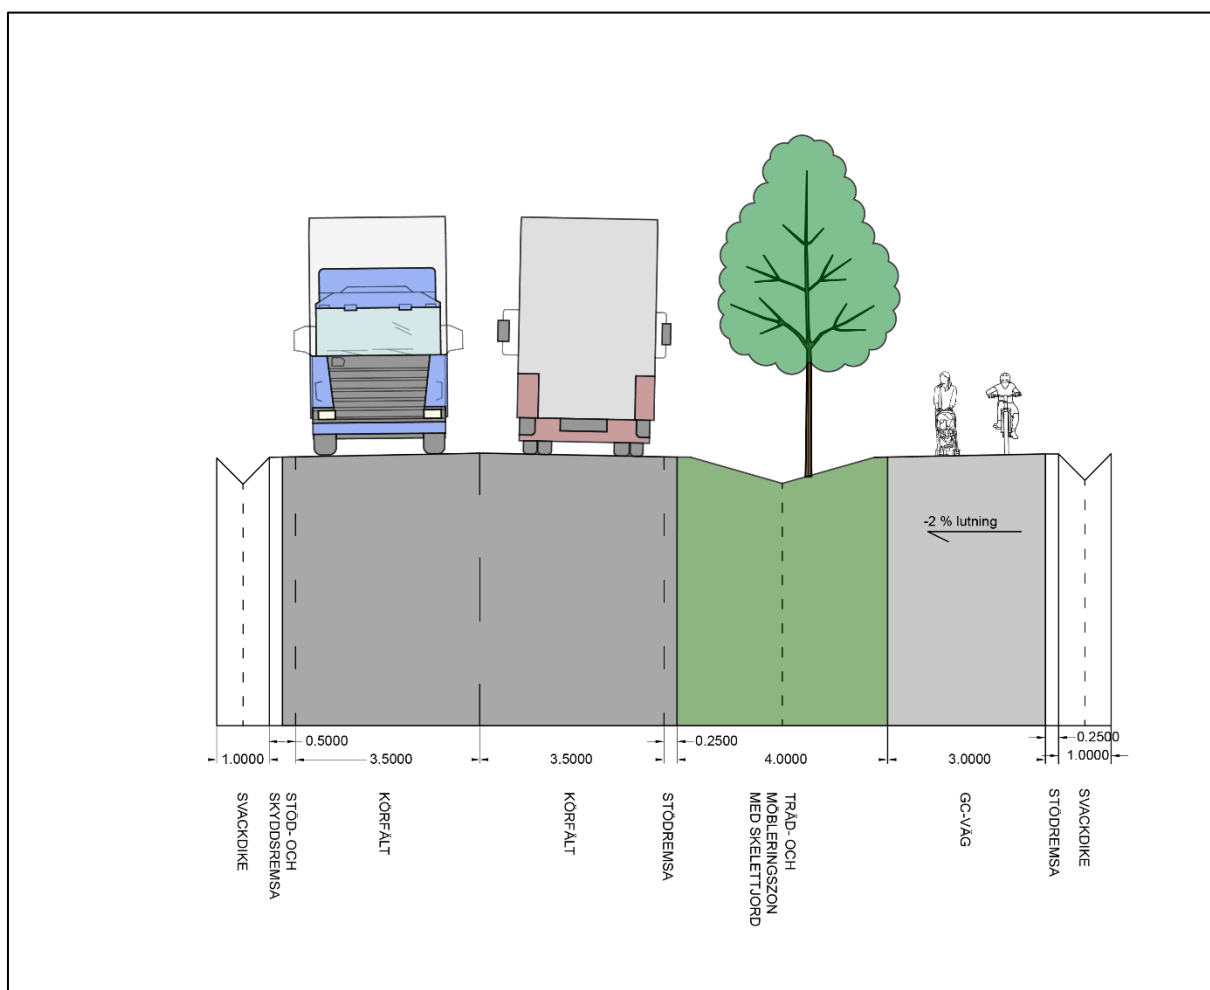 -2 % lutning
0.5000
0.2500
0.2500
1.0000
3.5000
3.5000
4.0000
3.0000
1.0000
SVACKDIKE
STÖD- OCH
SKYDDSREMSA
KÖRFÄLT
KÖRFÄLT
STÖDREMSA
TRÄD- OCH
MÖBLERINGSZON
MED SKELETTJORD
GC-VÄG
STÖDREMSA
SVACKDIKE